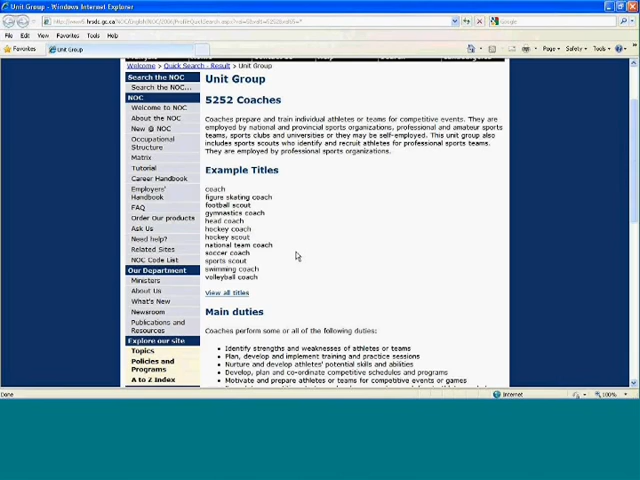 Unit Group - Windows Internet Explorer
File Edit View Favorites Tools Help
Favorites Unit Group
Page Safety Tools
Welcome > Quick Search - Result > Unit Group
Search the NOC
Search the NOC...
NOC
Welcome to NOC
About the NOC
New @ NOC
Occupational
Structure
Matrix
Tutorial
Career Handbook
Employers'
Handbook
FAQ
Order Our products
Ask Us
Need help?
Related Sites
NOC Code List
Our Department
Ministers
About Us
What's New
Newsroom
Publications and
Resources
Explore our site
Topics
Policies and
Programs
A to Z Index
Unit Group
5252 Coaches
Coaches prepare and train individual athletes or teams for competitive events. They are
employed by national and provincial sports organizations, professional and amateur sports
teams, sports clubs and universities or they may be self-employed. This unit group also
includes sports scouts who identify and recruit athletes for professional sports teams.
They are employed by professional sports organizations.
Example Titles
coach
figure skating coach
football scout
gymnastics coach
head coach
hockey coach
hockey scout
national team coach
soccer coach
sports scout
swimming coach
volleyball coach
View all titles
Main duties
Coaches perform some or all of the following duties:
Identify strengths and weaknesses of athletes or teams
Plan, develop and implement training and practice sessions
Nurture and develop athletes' potential skills and abilities
Develop, plan and co-ordinate competitive schedules and programs
Motivate and prepare athletes or teams for competitive events or games
Done
Internet
100%